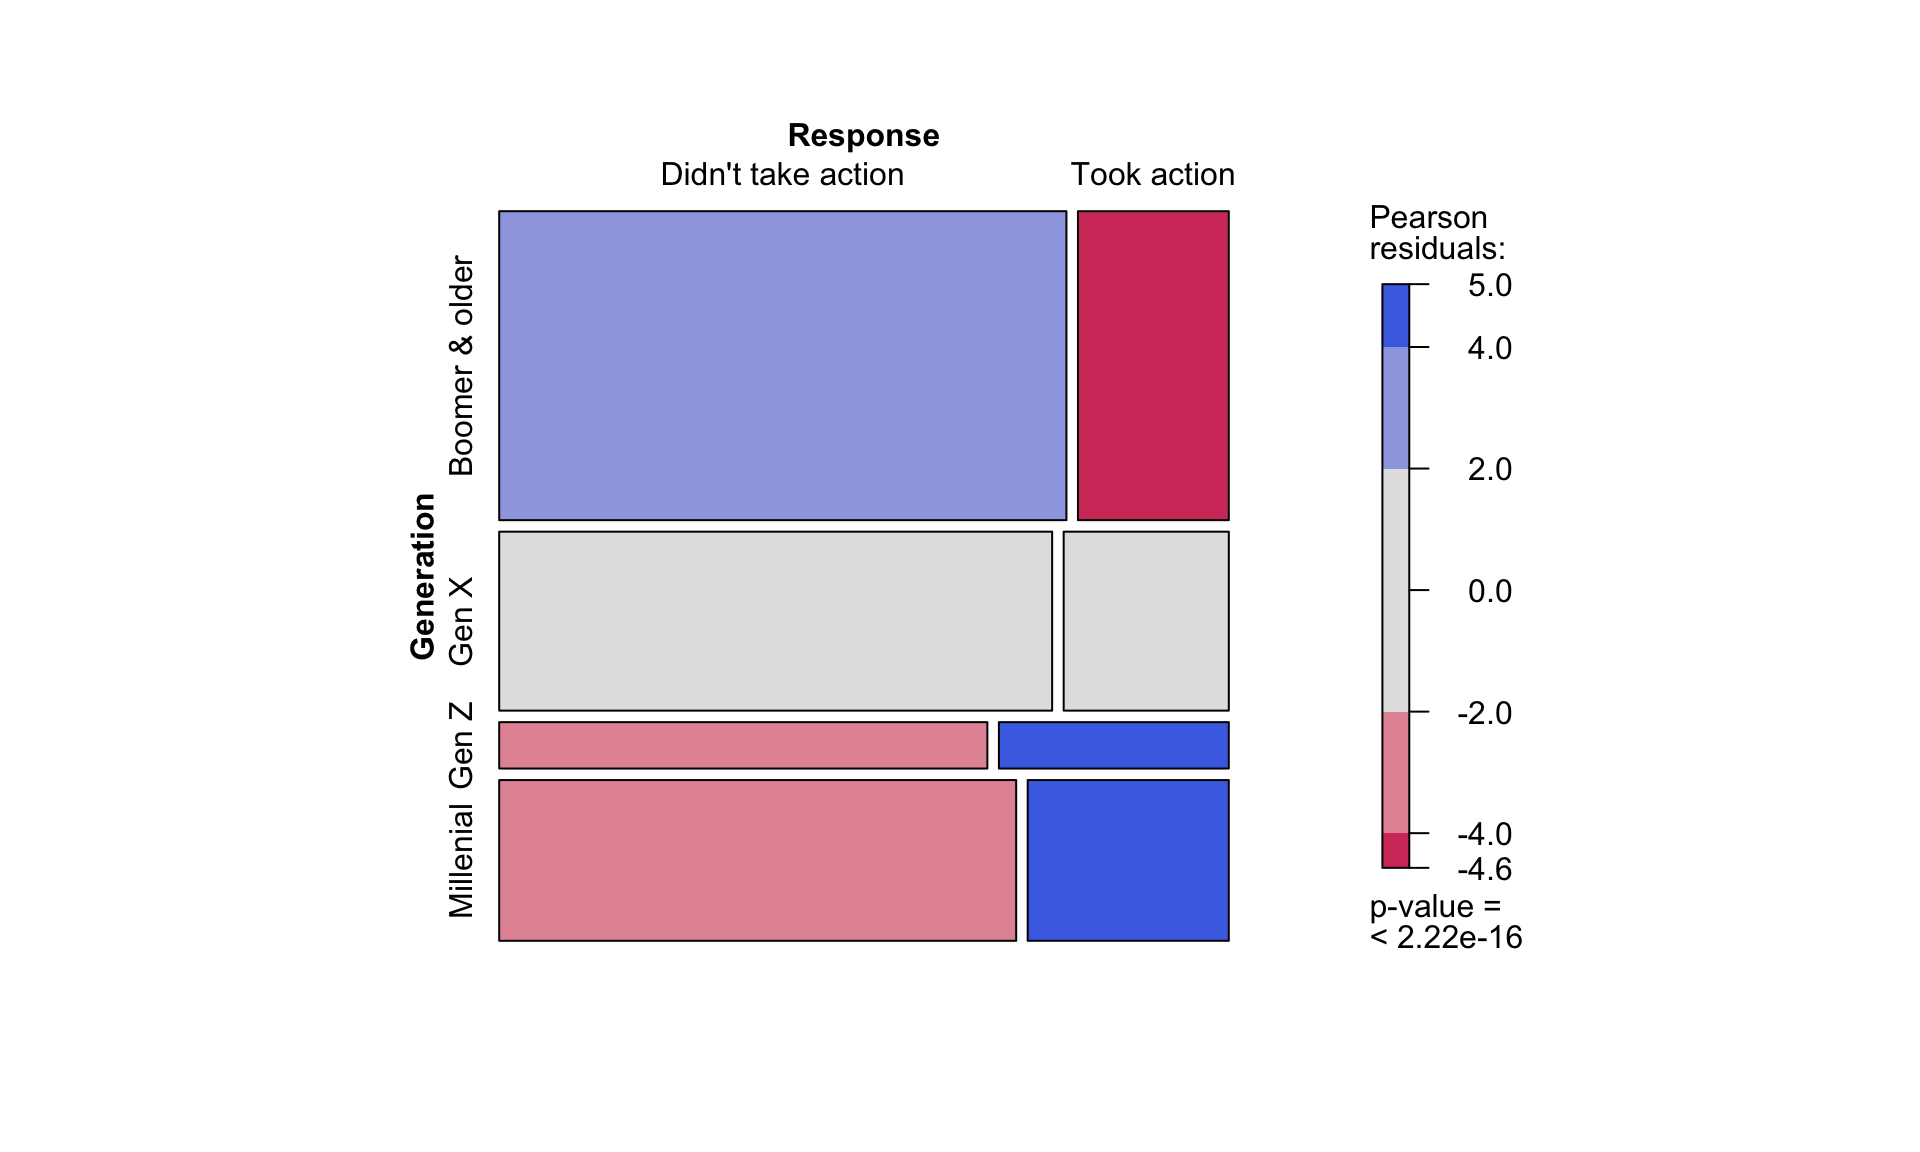 Response
Didn't take action
Took action
Generation
Boomer & older
Gen X
Gen Z
Millenial
Pearson
residuals:
5.0
4.0
2.0
0.0
-2.0
-4.0
-4.6
p-value =
< 2.22e-16